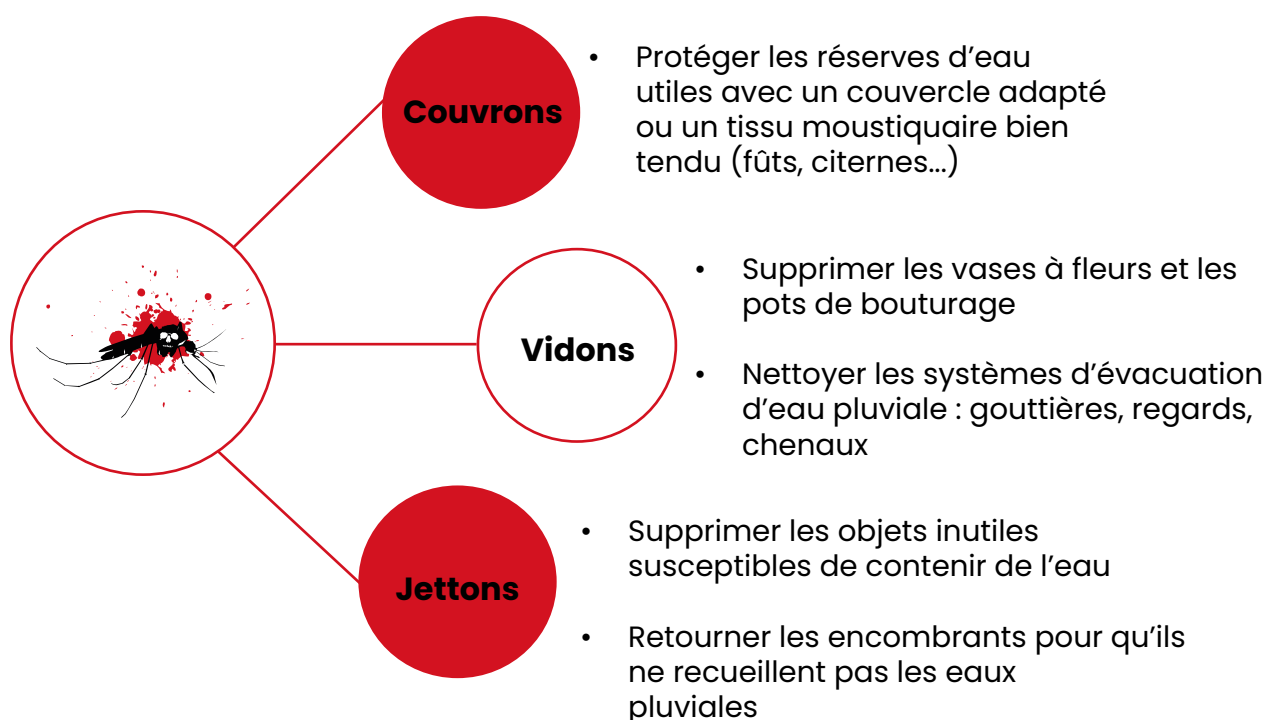 Couvrons
• Protéger les réserves d’eau
utiles avec un couvercle adapté
ou un tissu moustiquaire bien
tendu (fûts, citernes…)
Vidons
• Supprimer les vases à fleurs et les
pots de bouturage
• Nettoyer les systèmes d’évacuation
d’eau pluviale : gouttières, regards,
chenaux
Jettons
• Supprimer les objets inutiles
susceptibles de contenir de l’eau
• Retourner les encombrants pour qu’ils
ne recueillent pas les eaux
pluviales